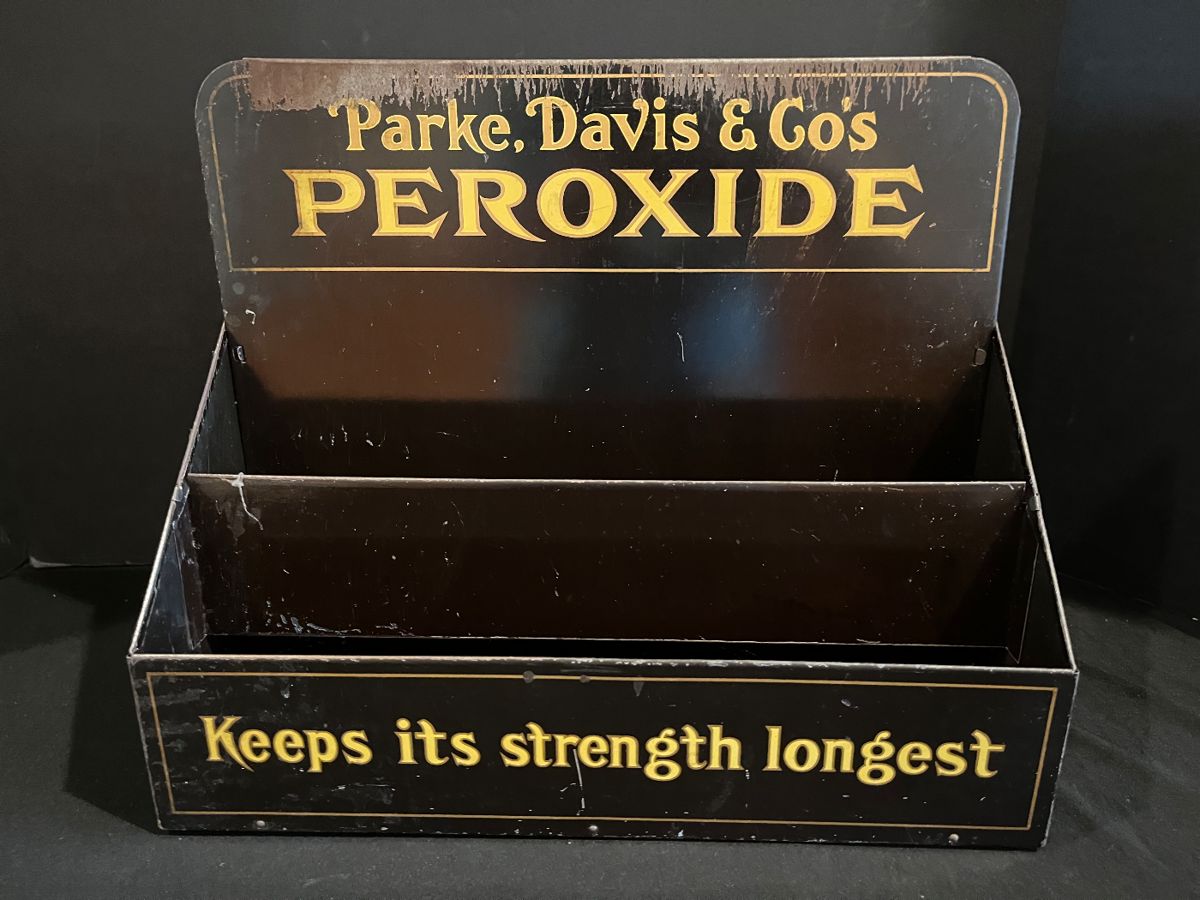 Parke, Davis & Co's
PEROXIDE
Keeps its strength longest